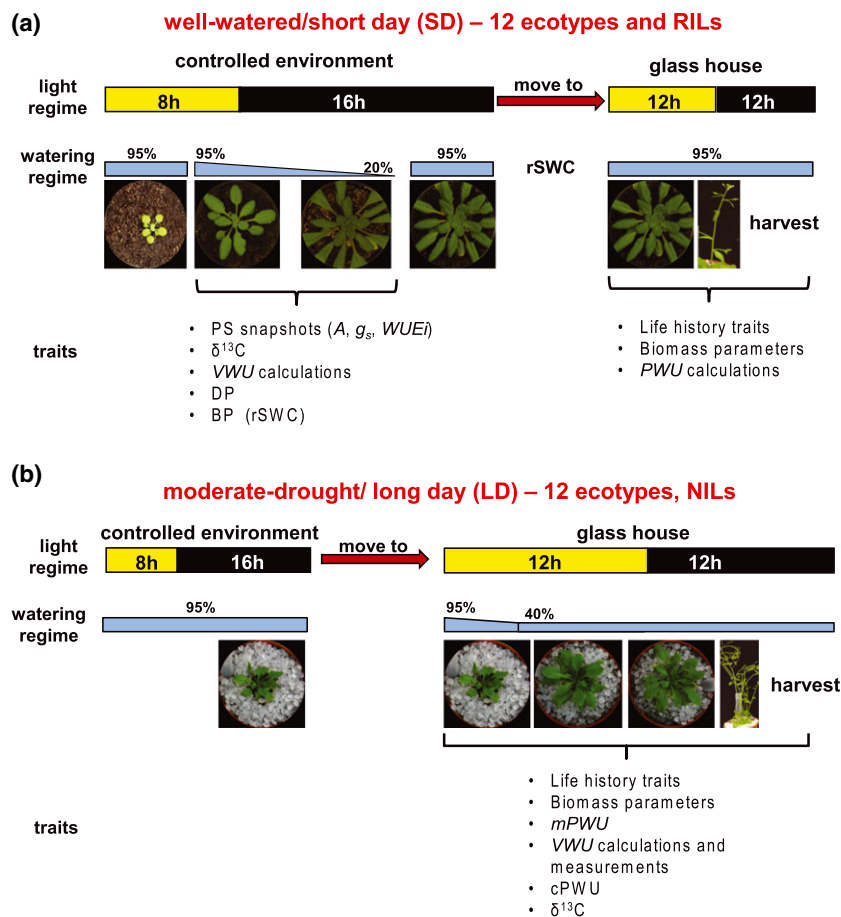 (a)
well-watered/short day (SD) – 12 ecotypes and RILs
controlled environment
glass house
light
regime
8h
16h
move to
12h
12h
watering
regime
95%
95%
20%
95%
rSWC
95%
harvest
traits
• PS snapshots (A, gs, WUEi)
• δ13C
• VWU calculations
• DP
• BP (rSWC)
• Life history traits
• Biomass parameters
• PWU calculations
(b)
moderate-drought/ long day (LD) – 12 ecotypes, NILs
controlled environment
glass house
light
regime
8h
16h
move to
12h
12h
watering
regime
95%
95%
40%
harvest
traits
• Life history traits
• Biomass parameters
• mPWU
• VWU calculations and
measurements
• cPWU
• δ13C